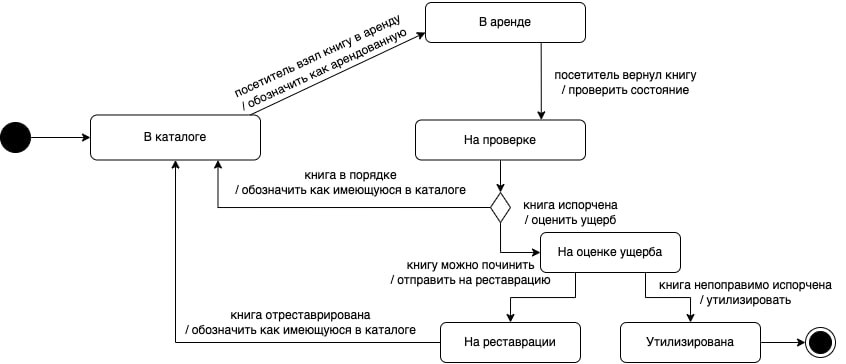 В аренде
посетитель взял книгу в аренду
/ обозначить как арендованную
посетитель вернул книгу
/ проверить состояние
В каталоге
На проверке
книга в порядке
/ обозначить как имеющуюся в каталоге
книга испорчена
/ оценить ущерб
На оценке ущерба
книгу можно починить
/ отправить на реставрацию
книга непоправимо испорчена
/ утилизировать
книга отреставрирована
/ обозначить как имеющуюся в каталоге
На реставрации
Утилизирована